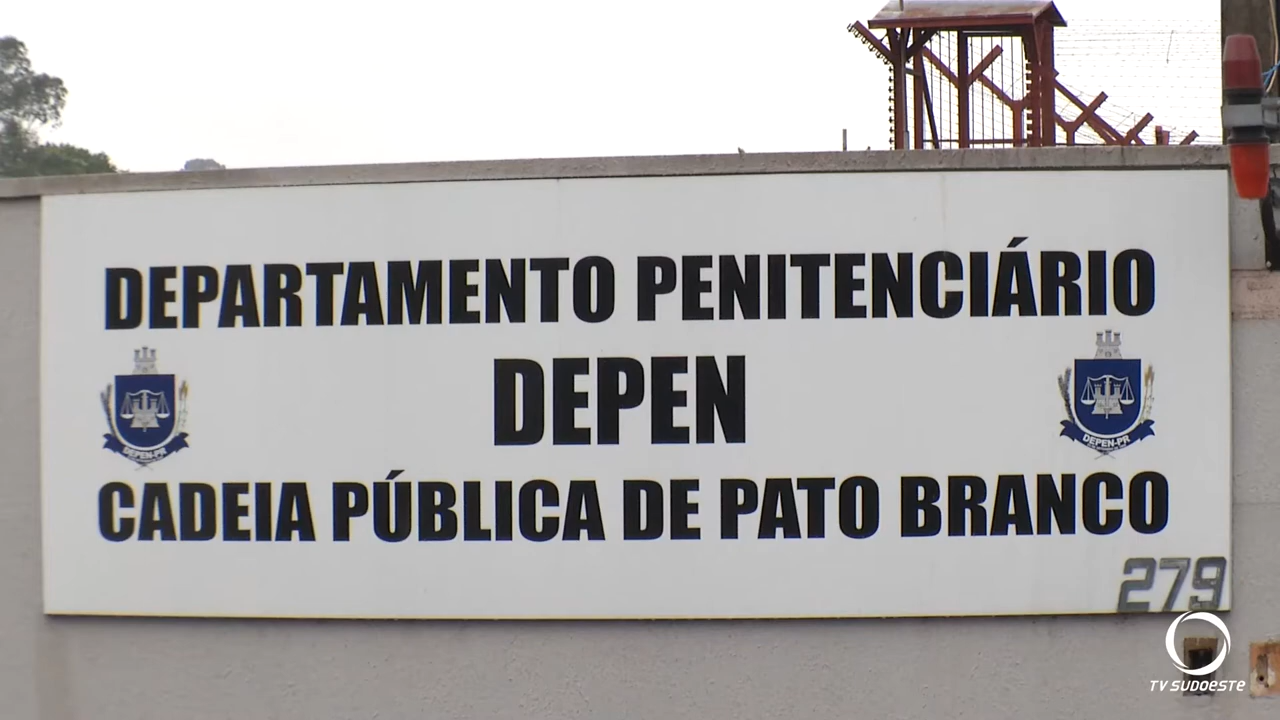 DEPARTAMENTO PENITENCIÁRIO
DEPEN
DEPEN-PR
DEPEN-PR
CADEIA PÚBLICA DE PATO BRANCO
279
TV SUDOESTE